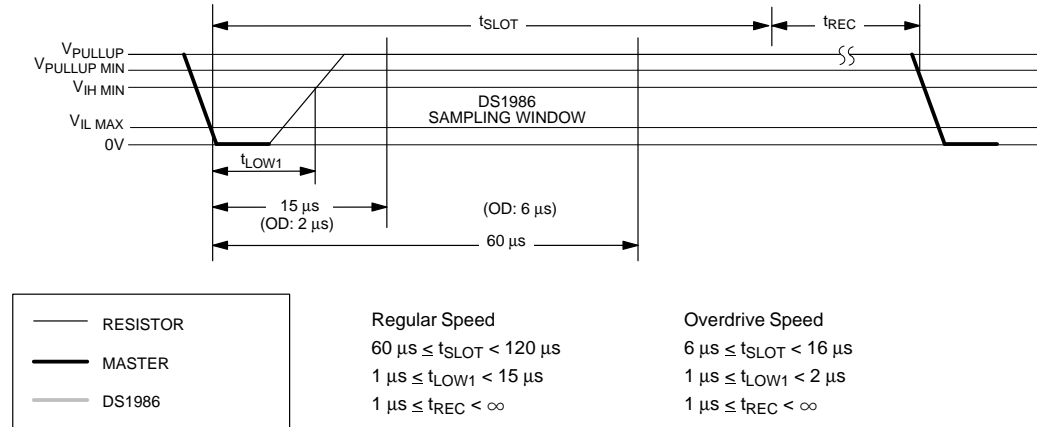 tSLOT
tREC
VPULLUP
VPULLUP MIN
VIH MIN
VIL MAX
0V
DS1986
SAMPLING WINDOW
tLOW1
15 μs
(OD: 2 μs)
(OD: 6 μs)
60 μs
RESISTOR
MASTER
DS1986
Regular Speed
60 μs ≤ tSLOT < 120 μs
1 μs ≤ tLOW1 < 15 μs
1 μs ≤ tREC < ∞
Overdrive Speed
6 μs ≤ tSLOT < 16 μs
1 μs ≤ tLOW1 < 2 μs
1 μs ≤ tREC < ∞